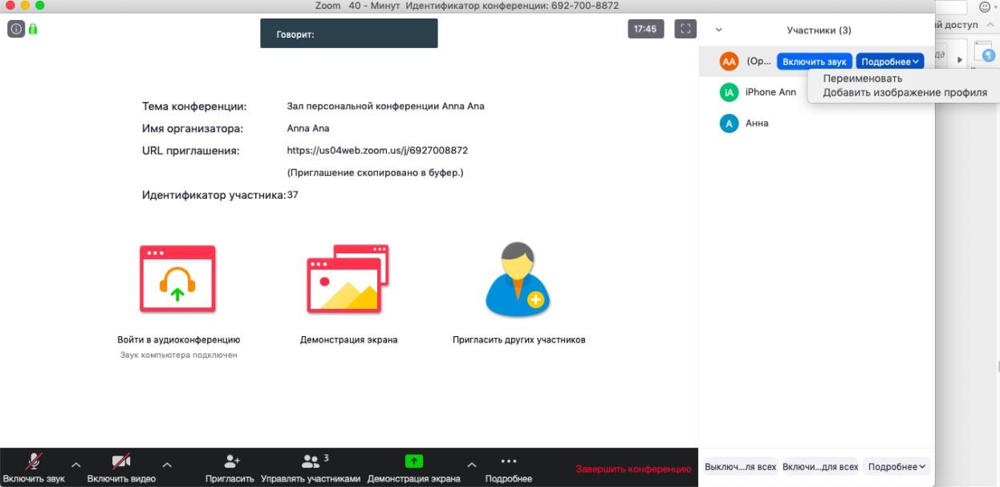 Zoom 40 - Минут Идентификатор конференции: 692-700-8872
Говорит:
17:45
Тема конференции: Зал персональной конференции Anna Ana
Имя организатора: Anna Ana
URL приглашения: https://us04web.zoom.us/j/6927008872
(Приглашение скопировано в буфер.)
Идентификатор участника: 37
Войти в аудиоконференцию
Звук компьютера подключен
Демонстрация экрана
Пригласить других участников
Включить звук
Включить видео
Пригласить
3
Управлять участниками
Демонстрация экрана
Подробнее
Завершить конференцию
Участники (3)
AA (Ор... Включить звук Подробнее
Переименовать
Добавить изображение профиля
iA iPhone Ann
А Анна
Выключ...ля всех Включи...для всех Подробнее
й доступ